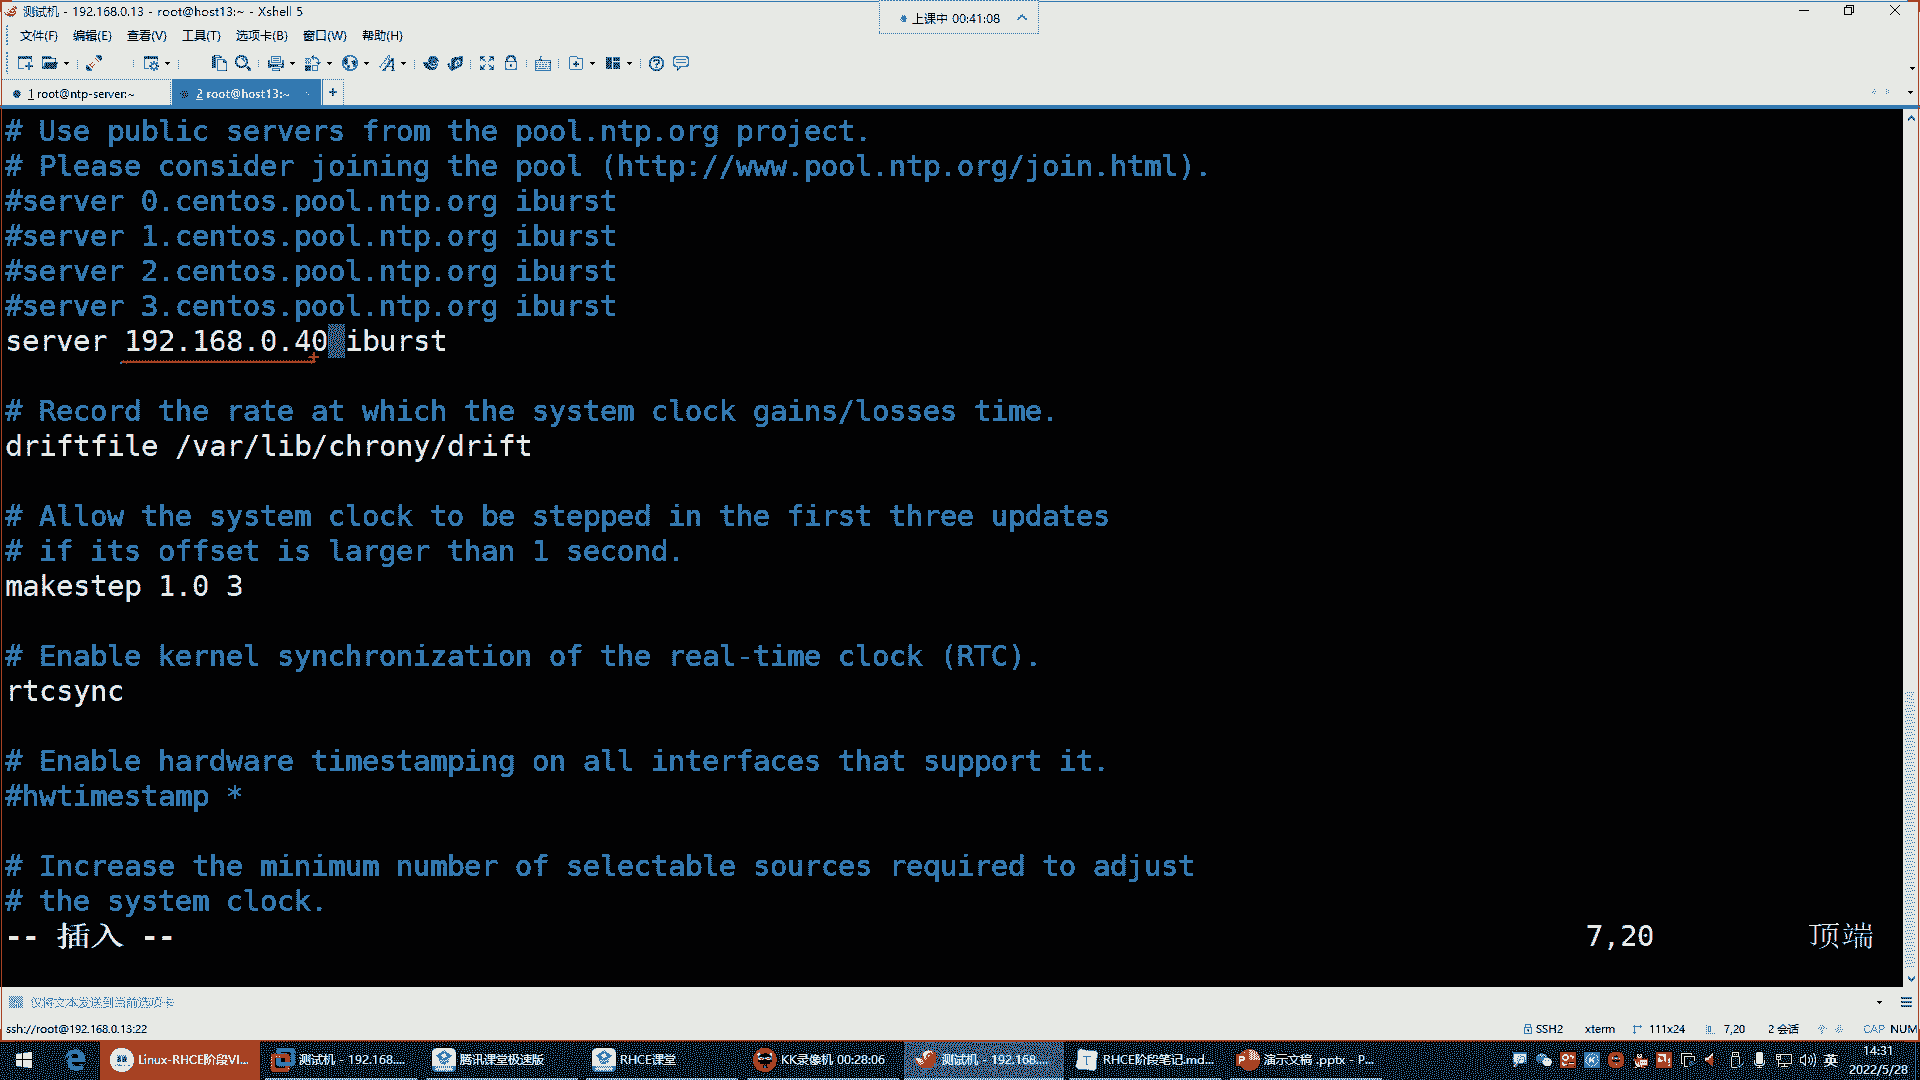 测试机 - 192.168.0.13 - root@host13:~ - Xshell 5
上课中 00:41:08
文件(F) 编辑(E) 查看(V) 工具(T) 选项卡(B) 窗口(W) 帮助(H)
1 root@ntp-server:~ 2 root@host13:~ +
# Use public servers from the pool.ntp.org project.
# Please consider joining the pool (http://www.pool.ntp.org/join.html).
#server 0.centos.pool.ntp.org iburst
#server 1.centos.pool.ntp.org iburst
#server 2.centos.pool.ntp.org iburst
#server 3.centos.pool.ntp.org iburst
server 192.168.0.40 iburst
# Record the rate at which the system clock gains/losses time.
driftfile /var/lib/chrony/drift
# Allow the system clock to be stepped in the first three updates
# if its offset is larger than 1 second.
makestep 1.0 3
# Enable kernel synchronization of the real-time clock (RTC).
rtcsync
# Enable hardware timestamping on all interfaces that support it.
#hwtimestamp *
# Increase the minimum number of selectable sources required to adjust
# the system clock.
-- 插入 -- 7,20 顶端
仅将文本发送到当前选项卡
ssh://root@192.168.0.13:22 SSH2 xterm 111x24 7,20 2 会话 CAP NUM
Linux-RHCE阶段VI... 测试机 - 192.168.... 腾讯课堂极速版 RHCE课堂 KK录像机 00:28:06 测试机 - 192.168.... RHCE阶段笔记.md... 演示文稿 .pptx - P... 英 14:31
2022/5/28